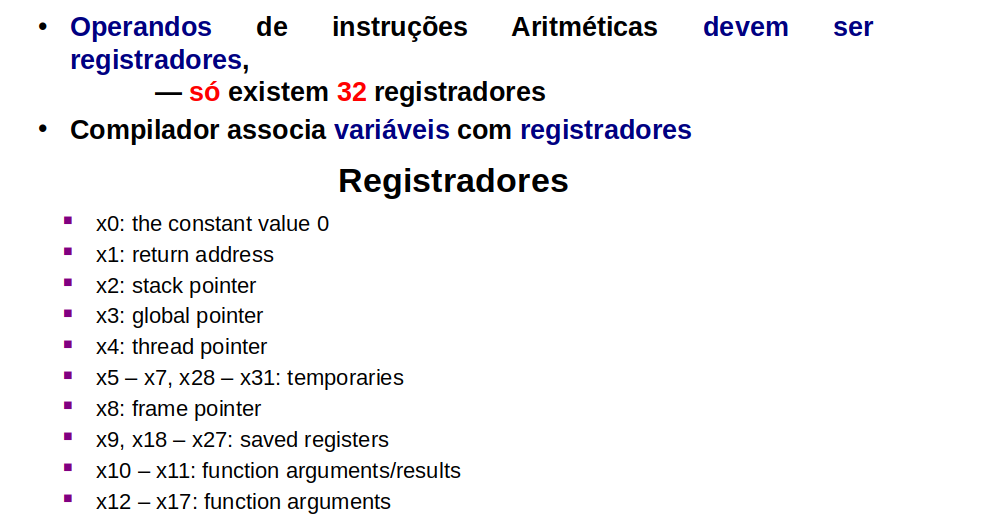 • Operandos de instruções Aritméticas devem ser
registradores,
— só existem 32 registradores
• Compilador associa variáveis com registradores
Registradores
▪ x0: the constant value 0
▪ x1: return address
▪ x2: stack pointer
▪ x3: global pointer
▪ x4: thread pointer
▪ x5 – x7, x28 – x31: temporaries
▪ x8: frame pointer
▪ x9, x18 – x27: saved registers
▪ x10 – x11: function arguments/results
▪ x12 – x17: function arguments